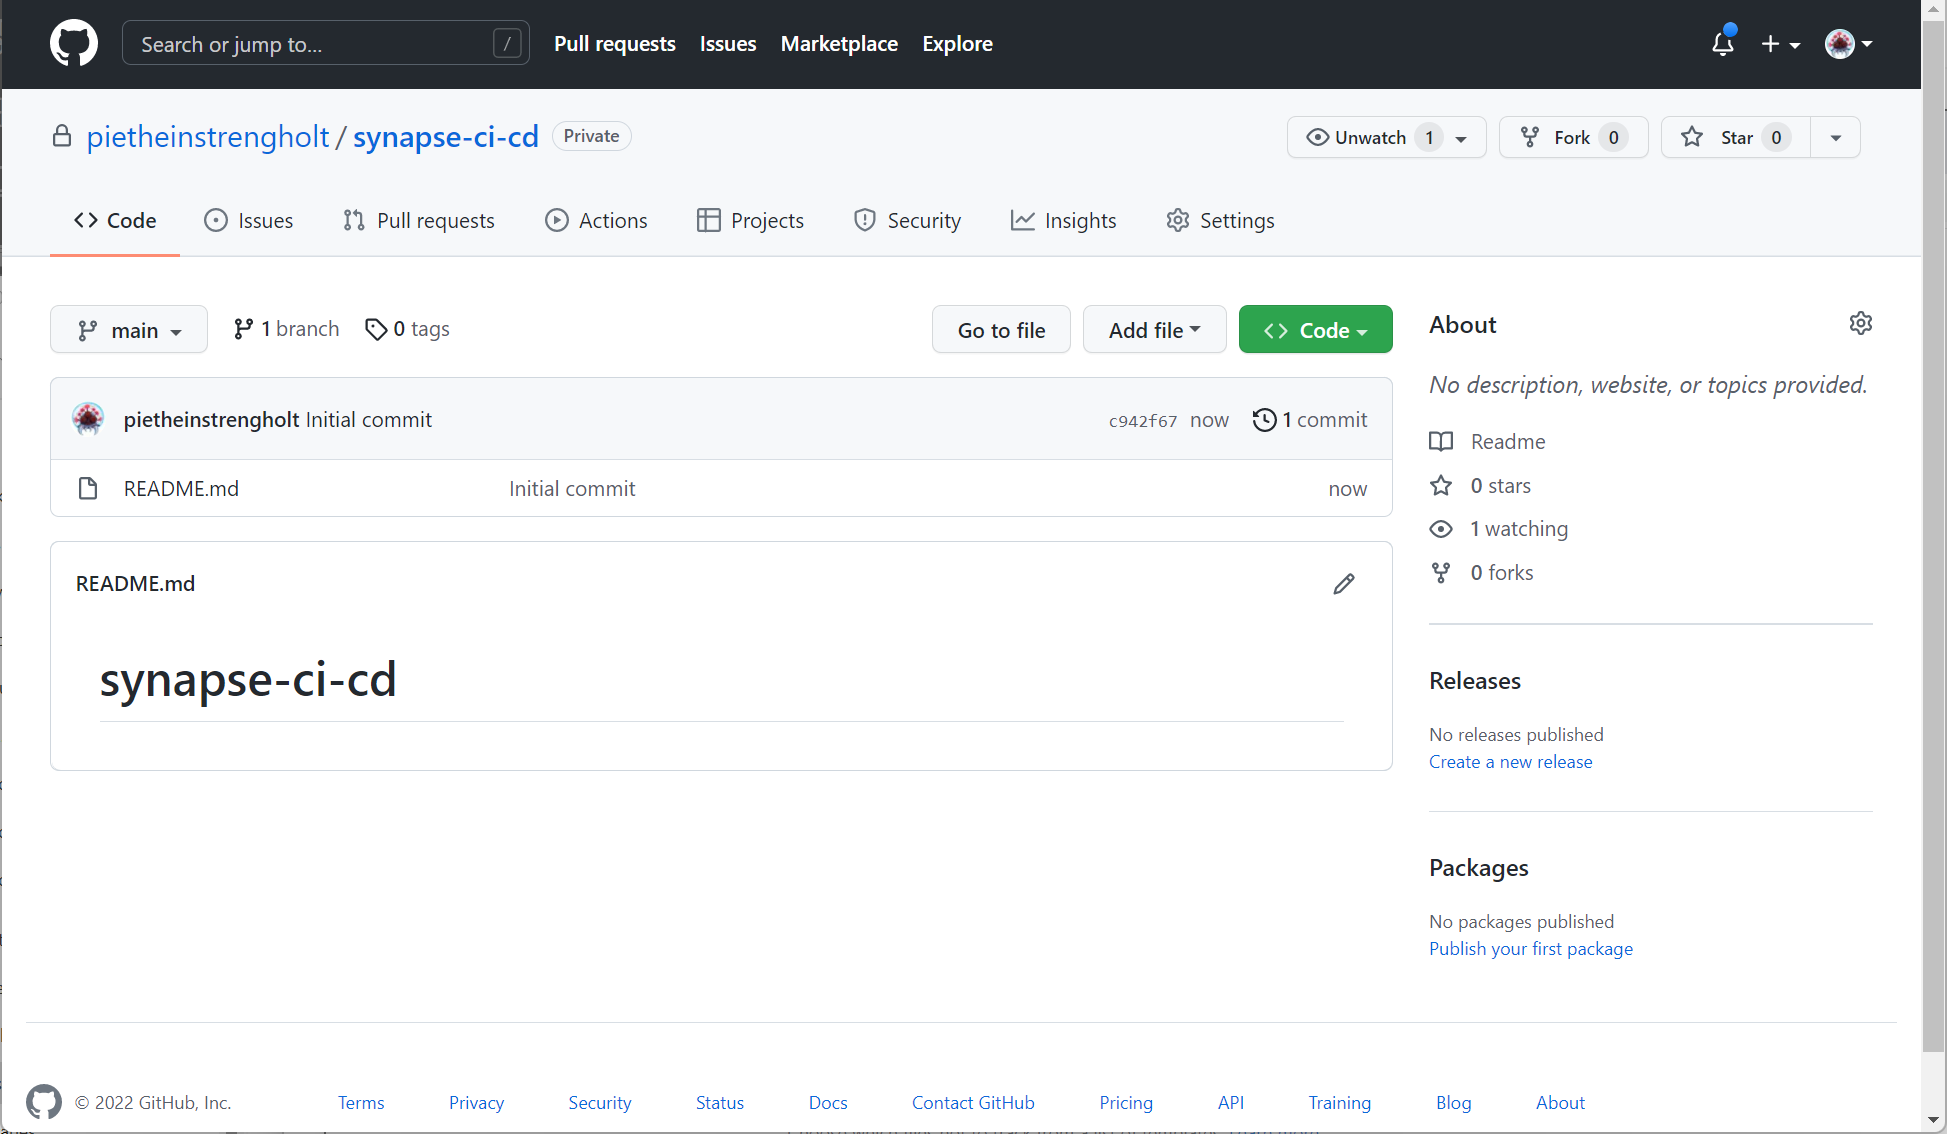 Search or jump to... / Pull requests Issues Marketplace Explore
pietheinstrengholt / synapse-ci-cd Private Unwatch 1 Fork 0 Star 0
Code Issues Pull requests Actions Projects Security Insights Settings
main 1 branch 0 tags Go to file Add file Code
pietheinstrengholt Initial commit c942f67 now 1 commit
README.md Initial commit now
README.md
synapse-ci-cd
About
No description, website, or topics provided.
Readme
0 stars
1 watching
0 forks
Releases
No releases published
Create a new release
Packages
No packages published
Publish your first package
© 2022 GitHub, Inc. Terms Privacy Security Status Docs Contact GitHub Pricing API Training Blog About